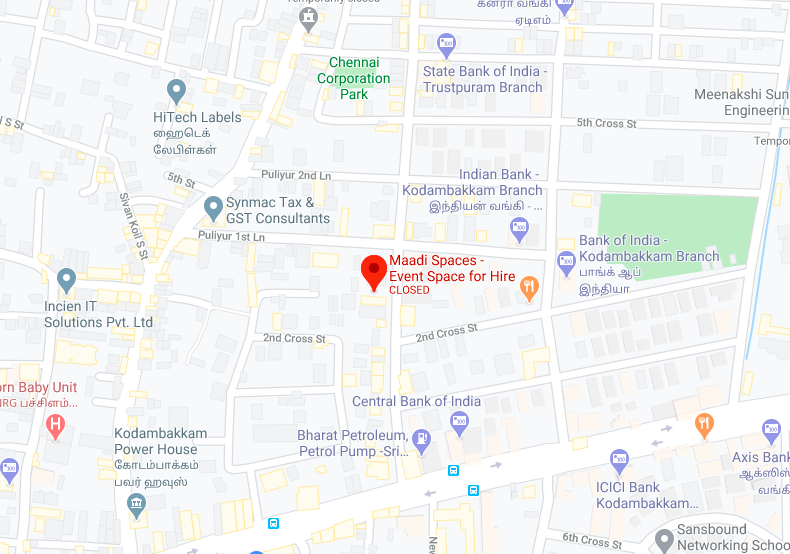 Temporarily closed
கனரா வங்கி
ஏடிஎம்
Chennai
Corporation
Park
State Bank of India -
Trustpuram Branch
HiTech Labels
ஹைடெக்
லேபிள்கள்
Meenakshi Sun
Engineerin
5th Cross St
Tempor
l S St
Puliyur 2nd Ln
5th St
Indian Bank -
Kodambakkam Branch
இந்தியன் வங்கி - ...
Sivan Koil S St
Synmac Tax &
GST Consultants
Puliyur 1st Ln
Bank of India -
Kodambakkam Branch
பாங்க் ஆப்
இந்தியா
Maadi Spaces -
Event Space for Hire
CLOSED
Incien IT
Solutions Pvt. Ltd
2nd Cross St
2nd Cross St
orn Baby Unit
NRG பச்சிளம்...
Central Bank of India
Kodambakkam
Power House
கோடம்பாக்கம்
பவர் ஹவுஸ்
Bharat Petroleum,
Petrol Pump -Sri...
Axis Bank
ஆக்ஸிஸ்
வங்கி
ICICI Bank
Kodambakkam...
6th Cross St
Sansbound
Networking Schoo
Nev